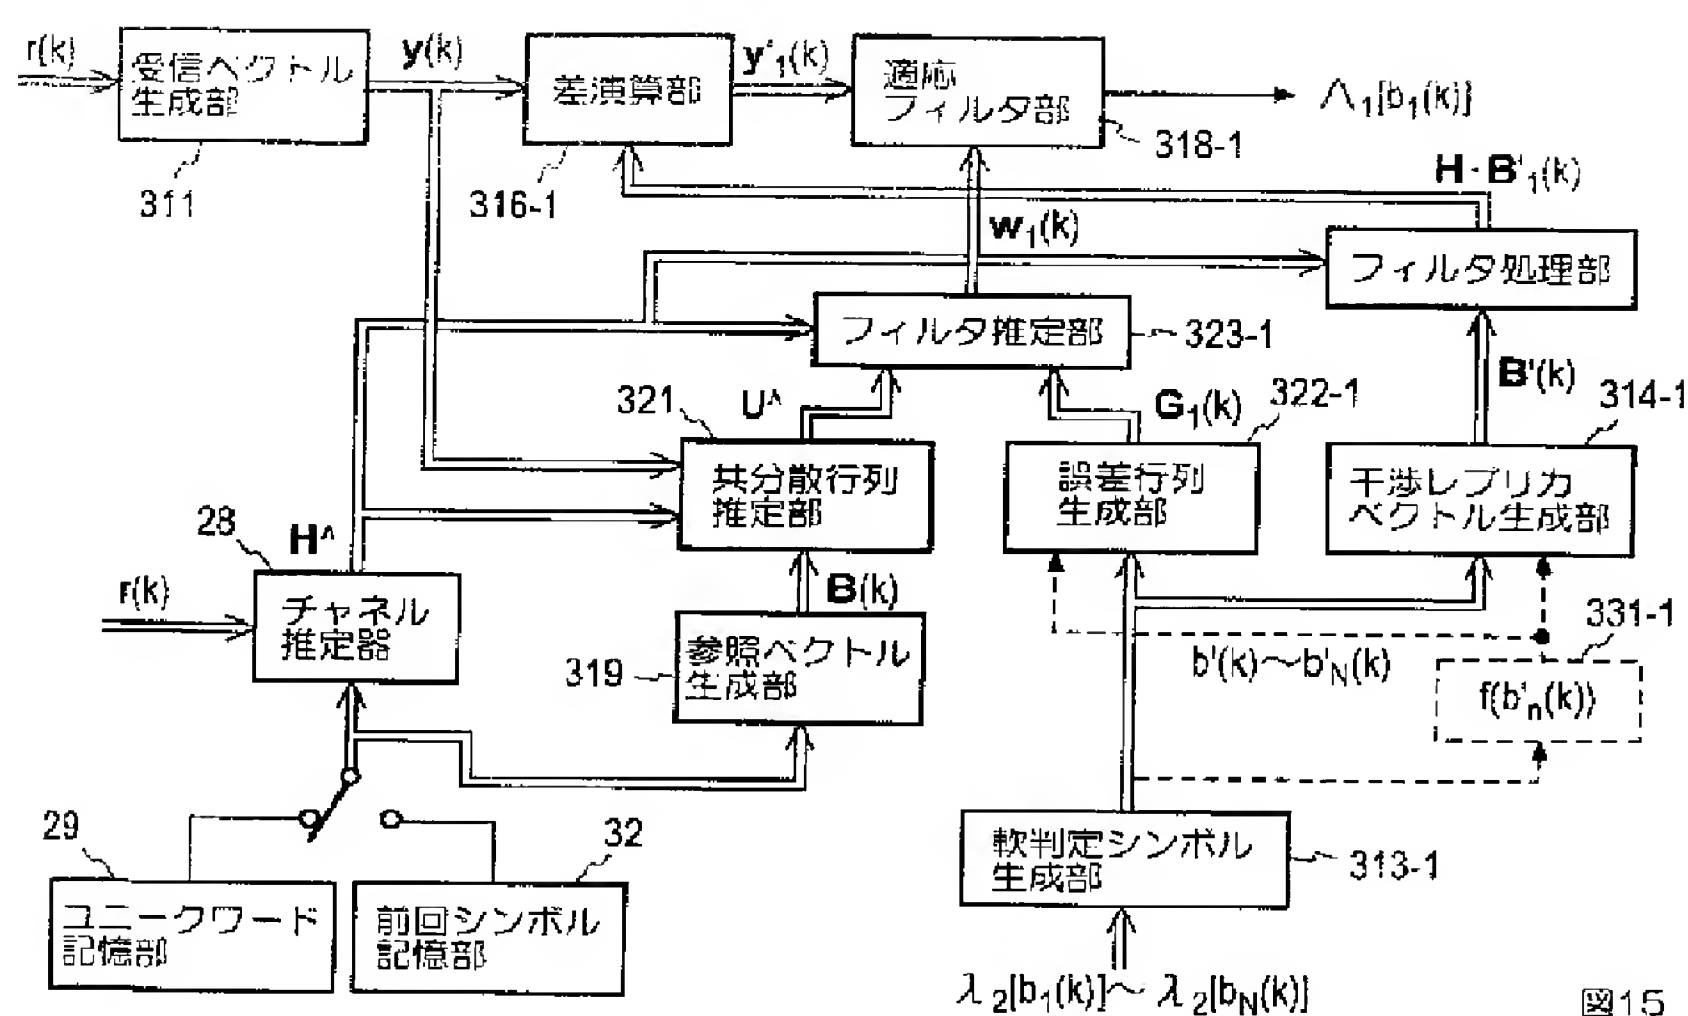 r(k)
受信ベクトル
生成部
311
y(k)
差演算部
316-1
y'1(k)
適応
フィルタ部
318-1
Λ1[b1(k)]
H・B'1(k)
w1(k)
フィルタ処理部
フィルタ推定部
323-1
B'(k)
321
U^
G1(k)
322-1
314-1
共分散行列
推定部
誤差行列
生成部
干渉レプリカ
ベクトル生成部
28
H^
r(k)
チャネル
推定器
B(k)
319
参照ベクトル
生成部
b'(k)〜b'N(k)
331-1
f(b'n(k))
29
ユニークワード
記憶部
32
前回シンボル
記憶部
軟判定シンボル
生成部
313-1
λ2[b1(k)]〜λ2[bN(k)]
図15